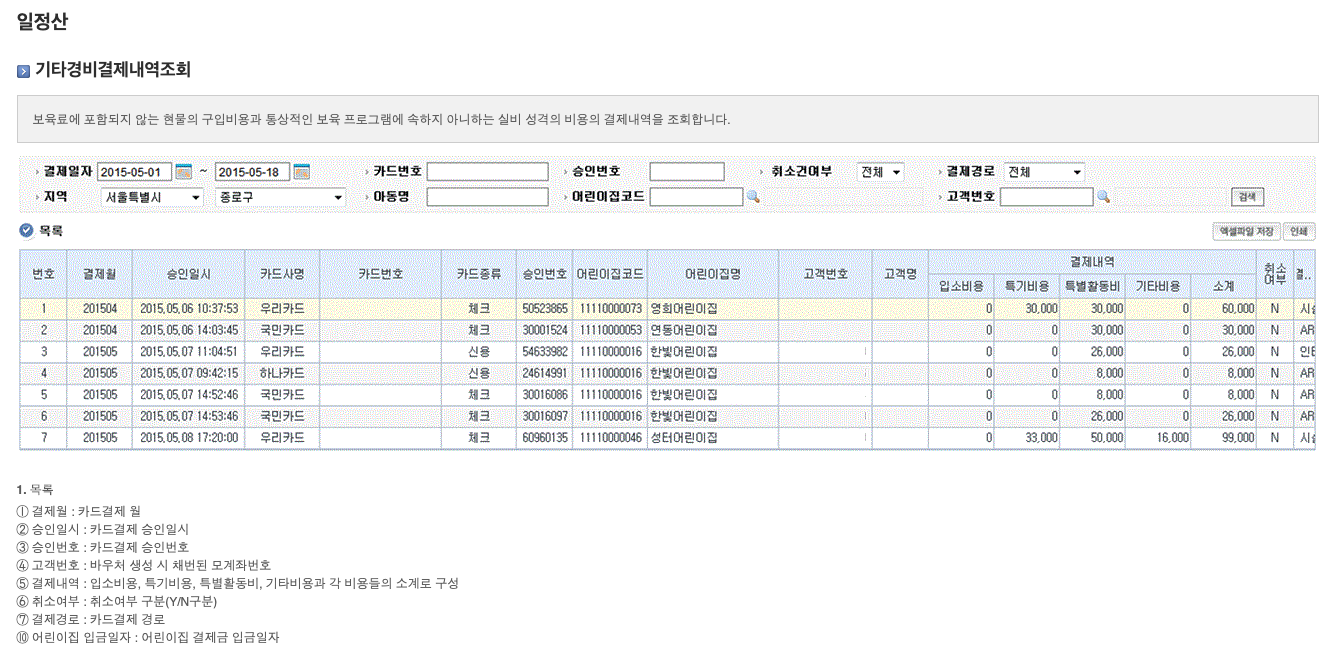 일정산
기타경비결제내역조회
보육료에 포함되지 않는 현물의 구입비용과 통상적인 보육 프로그램에 속하지 아니하는 실비 성격의 비용의 결제내역을 조회합니다.
결제일자 2015-05-01 ~ 2015-05-18 카드번호 승인번호 취소건여부 전체 결제경로 전체
지역 서울특별시 종로구 아동명 어린이집코드 고객번호 검색
목록 엑셀파일 저장 인쇄
번호 결제월 승인일시 카드사명 카드번호 카드종류 승인번호 어린이집코드 어린이집명 고객번호 고객명 결제내역 취소여부 결..
입소비용 특기비용 특별활동비 기타비용 소계
1 201504 2015.05.06 10:37:53 우리카드 체크 50523865 11110000073 영희어린이집 0 30,000 30,000 0 60,000 N 시설
2 201504 2015.05.06 14:03:45 국민카드 체크 30001524 11110000053 연동어린이집 0 0 30,000 0 30,000 N AR
3 201505 2015.05.07 11:04:51 우리카드 신용 54633982 11110000016 한빛어린이집 0 0 26,000 0 26,000 N 인터
4 201505 2015.05.07 09:42:15 하나카드 신용 24614991 11110000016 한빛어린이집 0 0 8,000 0 8,000 N AR
5 201505 2015.05.07 14:52:46 국민카드 체크 30016086 11110000016 한빛어린이집 0 0 8,000 0 8,000 N AR
6 201505 2015.05.07 14:53:46 국민카드 체크 30016097 11110000016 한빛어린이집 0 0 26,000 0 26,000 N AR
7 201505 2015.05.08 17:20:00 우리카드 체크 60960135 11110000046 성터어린이집 0 33,000 50,000 16,000 99,000 N 시설
1. 목록
① 결제월 : 카드결제 월
② 승인일시 : 카드결제 승인일시
③ 승인번호 : 카드결제 승인번호
④ 고객번호 : 바우처 생성 시 채번된 모계좌번호
⑤ 결제내역 : 입소비용, 특기비용, 특별활동비, 기타비용과 각 비용들의 소계로 구성
⑥ 취소여부 : 취소여부 구분(Y/N구분)
⑦ 결제경로 : 카드결제 경로
⑩ 어린이집 입금일자 : 어린이집 결제금 입금일자